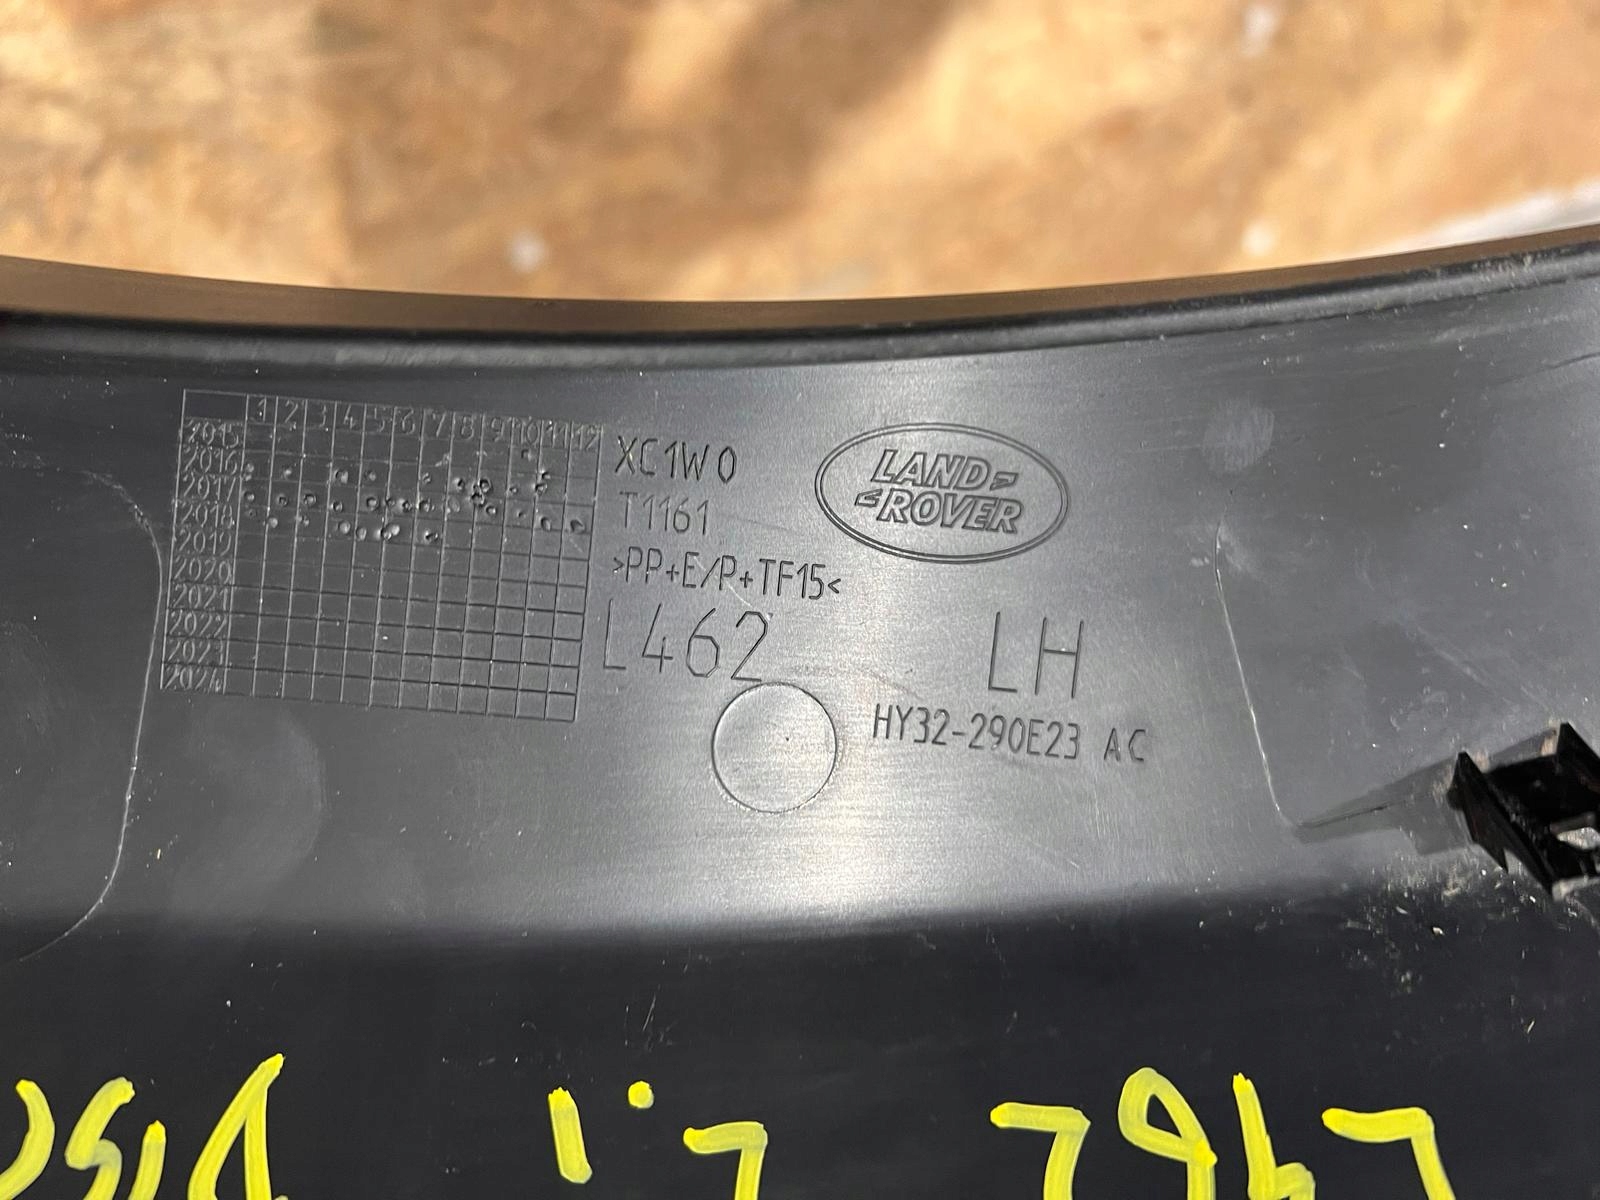 1 2 3 4 5 6 7 8 9 10 11 12
2015
2016
2017
2018
2019
2020
2021
2022
2023
2024
XC1W0
T1161
>PP+E/P+TF15<
L462
LAND
ROVER
LH
HY32-290E23 AC
L462